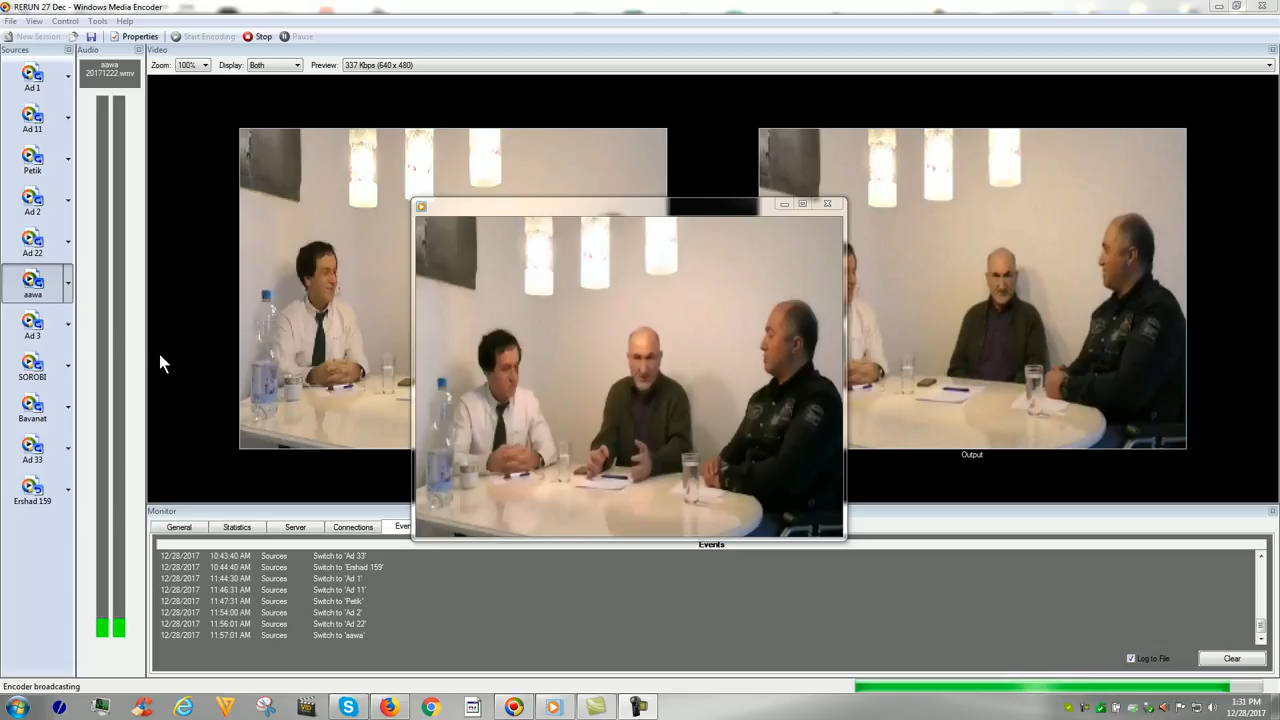 RERUN 27 Dec - Windows Media Encoder
File View Control Tools Help
New Session Properties Start Encoding Stop Pause
Sources Audio Video
aawa
20171222.wmv
Zoom: 100% Display: Both Preview: 337 Kbps (640 x 480)
Ad 1
Ad 11
Petik
Ad 2
Ad 22
aawa
Ad 3
SOROBI
Bavanat
Ad 33
Ershad 159
Output
Monitor
General Statistics Server Connections Even
Events
12/28/2017 10:43:40 AM Sources Switch to 'Ad 33'
12/28/2017 10:44:40 AM Sources Switch to 'Ershad 159'
12/28/2017 11:44:30 AM Sources Switch to 'Ad 1'
12/28/2017 11:46:31 AM Sources Switch to 'Ad 11'
12/28/2017 11:47:31 AM Sources Switch to 'Petik'
12/28/2017 11:54:00 AM Sources Switch to 'Ad 2'
12/28/2017 11:56:01 AM Sources Switch to 'Ad 22'
12/28/2017 11:57:01 AM Sources Switch to 'aawa'
Log to File Clear
Encoder broadcasting
1:31 PM
12/28/2017